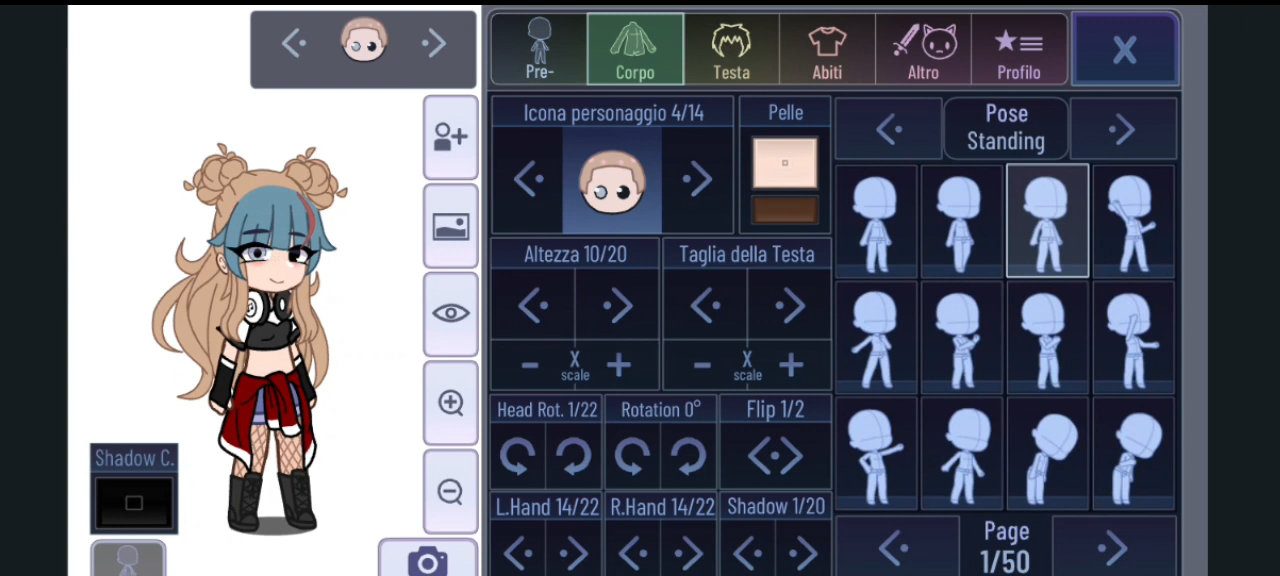 Pre-
Corpo
Testa
Abiti
Altro
Profilo
X
Icona personaggio 4/14
Pelle
Pose
Standing
Altezza 10/20
Taglia della Testa
X
scale
X
scale
Head Rot. 1/22
Rotation 0°
Flip 1/2
Shadow C.
L.Hand 14/22
R.Hand 14/22
Shadow 1/20
Page
1/50